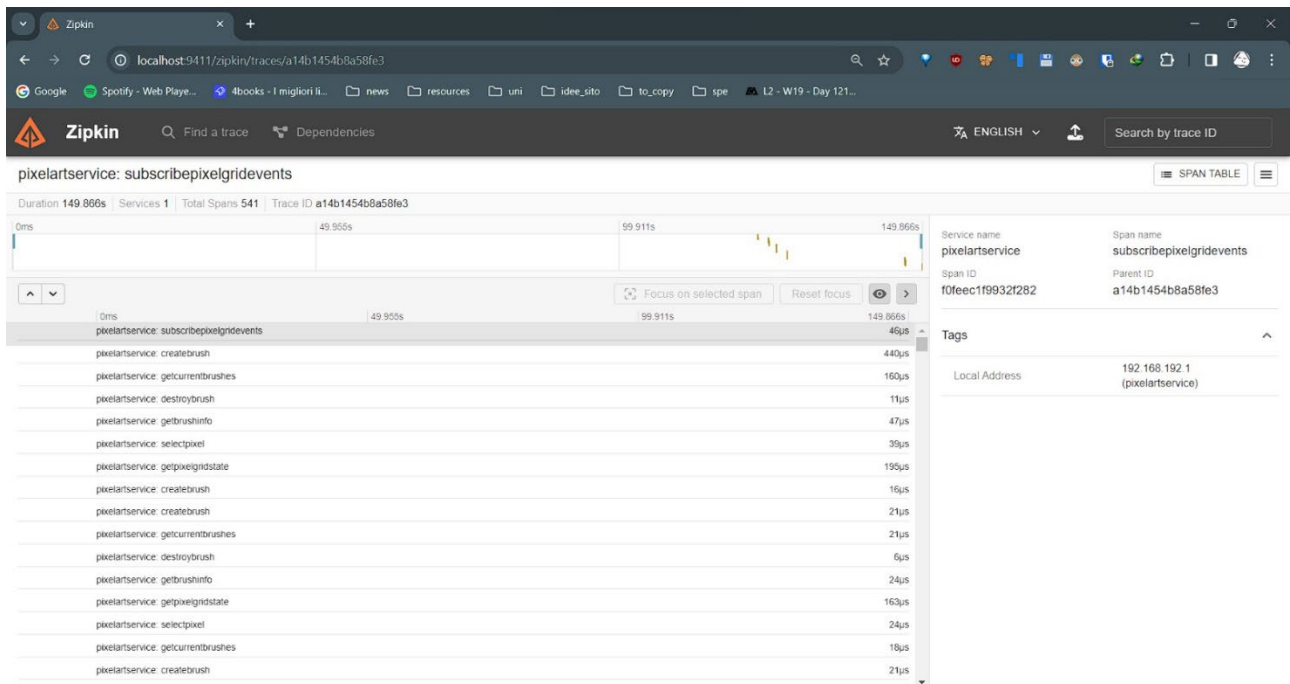 Zipkin
localhost:9411/zipkin/traces/a14b1454b8a58fe3
Google Spotify - Web Playe... 4books - I migliori li... news resources uni idee_sito to_copy spe L2 - W19 - Day 121...
Zipkin Find a trace Dependencies ENGLISH Search by trace ID
pixelartservice: subscribepixelgridevents SPAN TABLE
Duration 149.866s Services 1 Total Spans 541 Trace ID a14b1454b8a58fe3
0ms 49.955s 99.911s 149.866s
Focus on selected span Reset focus
0ms 49.955s 99.911s 149.866s
pixelartservice: subscribepixelgridevents 46µs
pixelartservice: createbrush 440µs
pixelartservice: getcurrentbrushes 160µs
pixelartservice: destroybrush 11µs
pixelartservice: getbrushinfo 47µs
pixelartservice: selectpixel 39µs
pixelartservice: getpixelgridstate 195µs
pixelartservice: createbrush 16µs
pixelartservice: createbrush 21µs
pixelartservice: getcurrentbrushes 21µs
pixelartservice: destroybrush 6µs
pixelartservice: getbrushinfo 24µs
pixelartservice: getpixelgridstate 163µs
pixelartservice: selectpixel 24µs
pixelartservice: getcurrentbrushes 18µs
pixelartservice: createbrush 21µs
Service name Span name
pixelartservice subscribepixelgridevents
Span ID Parent ID
f0feec1f9932f282 a14b1454b8a58fe3
Tags
Local Address 192.168.192.1
(pixelartservice)